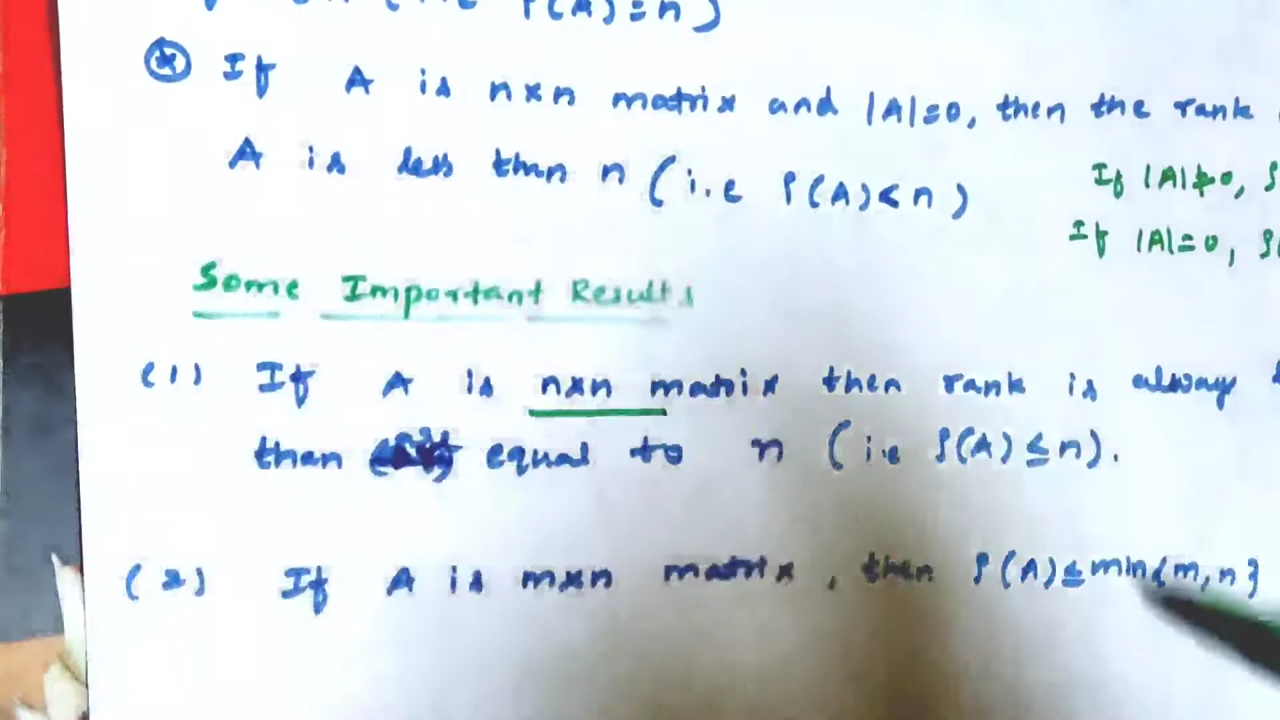 (i.e ρ(A)=n)
⊛ If A is n×n matrix and |A|=0, then the rank
A is less than n (i.e ρ(A)<n)
If |A|≠0, ρ
If |A|=0, ρ(
Some Important Results
(1) If A is n×n matrix then rank is alway
than equal to n (i.e ρ(A)≤n).
(2) If A is m×n matrix, then ρ(A)≤min{m,n}